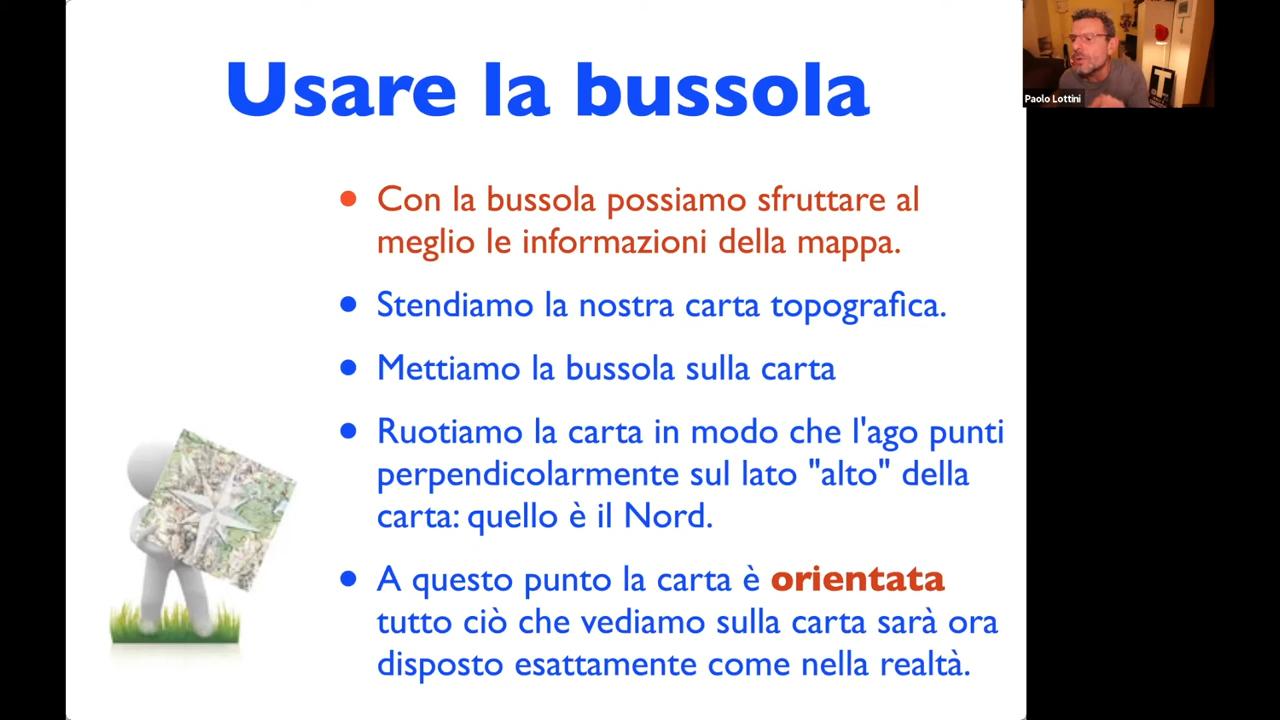 Usare la bussola
Con la bussola possiamo sfruttare al
meglio le informazioni della mappa.
Stendiamo la nostra carta topografica.
Mettiamo la bussola sulla carta
Ruotiamo la carta in modo che l'ago punti
perpendicolarmente sul lato "alto" della
carta: quello è il Nord.
A questo punto la carta è orientata
tutto ciò che vediamo sulla carta sarà ora
disposto esattamente come nella realtà.
Paolo Lottini
T